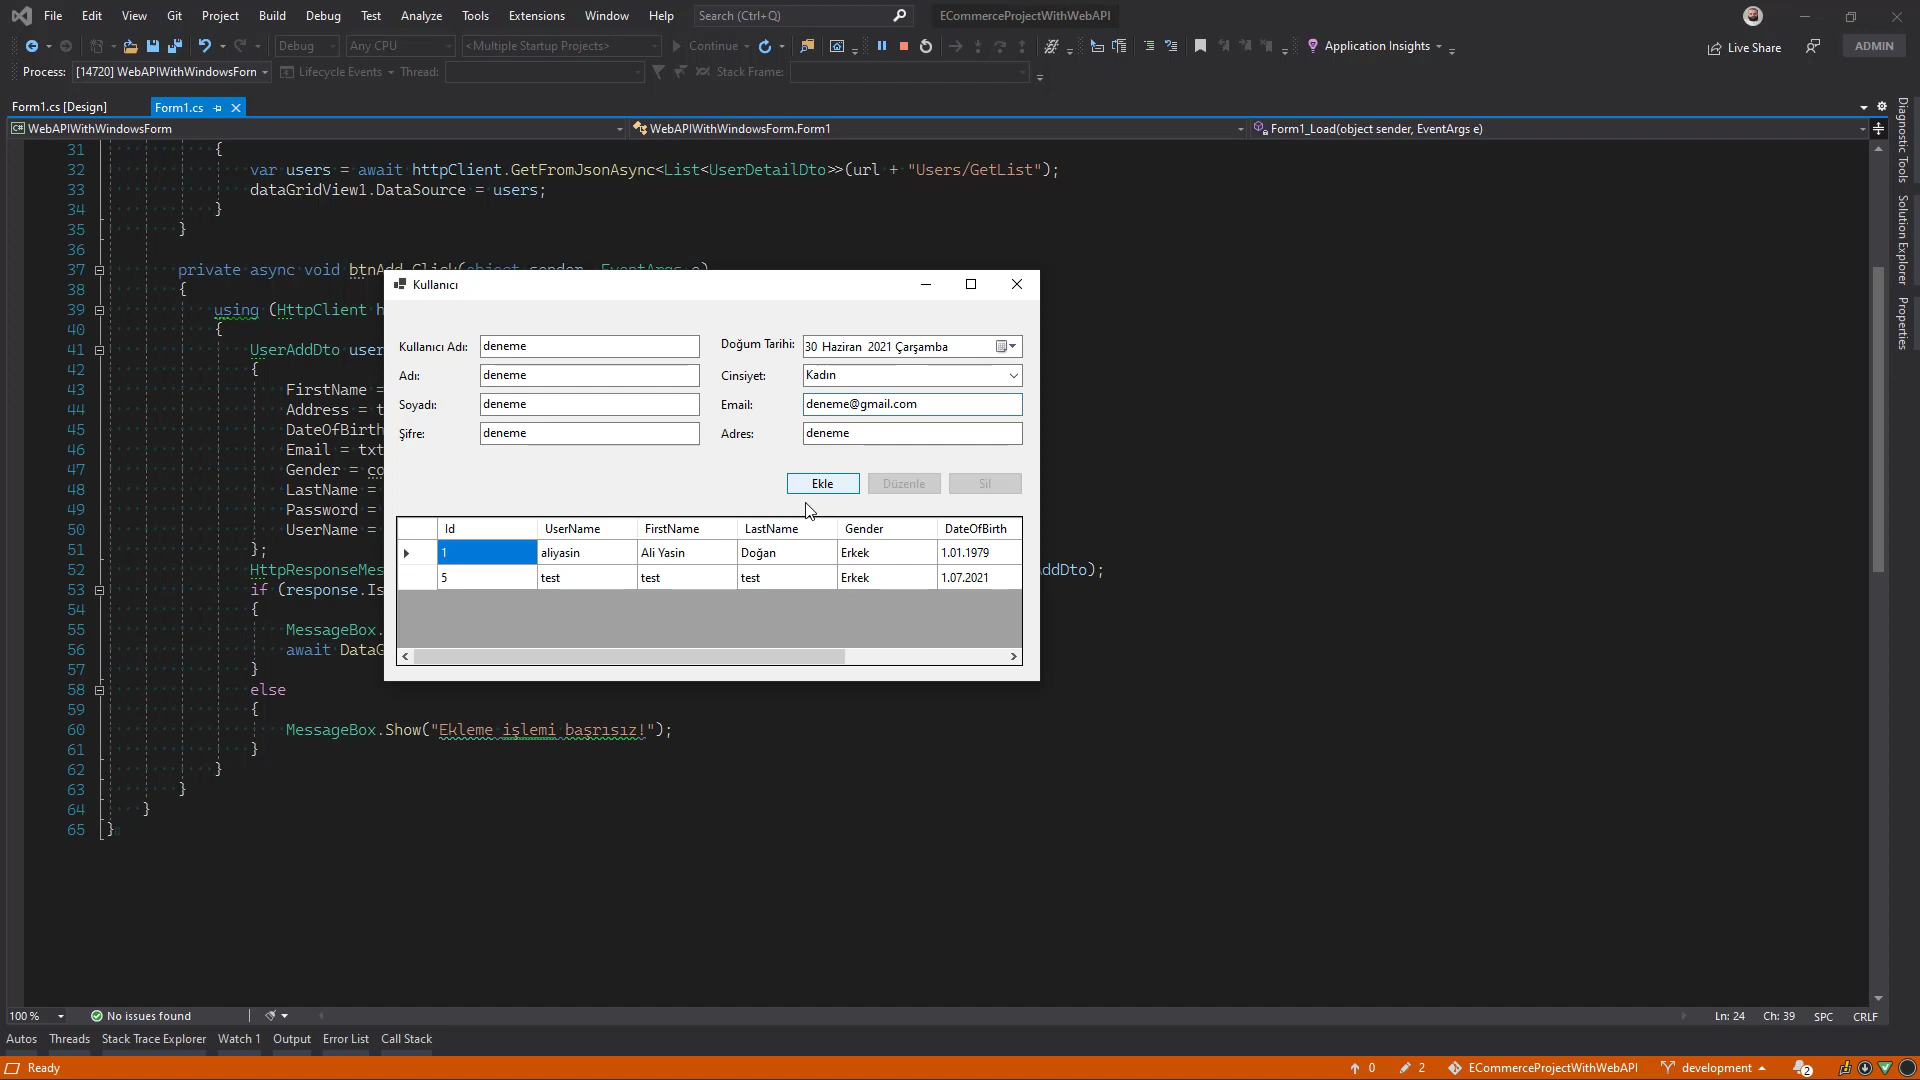 File Edit View Git Project Build Debug Test Analyze Tools Extensions Window Help Search (Ctrl+Q) ECommerceProjectWithWebAPI
Debug Any CPU <Multiple Startup Projects> Continue Application Insights Live Share ADMIN
Process: [14720] WebAPIWithWindowsForn Lifecycle Events Thread: Stack Frame:
Form1.cs [Design] Form1.cs
WebAPIWithWindowsForm WebAPIWithWindowsForm.Form1 Form1_Load(object sender, EventArgs e)
Diagnostic Tools
Solution Explorer
Properties
31 {
32 var users = await httpClient.GetFromJsonAsync<List<UserDetailDto>>(url + "Users/GetList");
33 dataGridView1.DataSource = users;
34 }
35 }
36
37 private async void btnAdd_Click(object sender, EventArgs e)
38 {
39 using (HttpClient h
40 {
41 UserAddDto user
42 {
43 FirstName =
44 Address = t
45 DateOfBirth
46 Email = txt
47 Gender = co
48 LastName =
49 Password =
50 UserName =
51 };
52 HttpResponseMes ddDto);
53 if (response.Is
54 {
55 MessageBox.
56 await DataG
57 }
58 else
59 {
60 MessageBox.Show("Ekleme işlemi başrısız!");
61 }
62 }
63 }
64 }
65 }
Kullanıcı
Kullanıcı Adı: deneme Doğum Tarihi: 30 Haziran 2021 Çarşamba
Adı: deneme Cinsiyet: Kadın
Soyadı: deneme Email: deneme@gmail.com
Şifre: deneme Adres: deneme
Ekle Düzenle Sil
Id UserName FirstName LastName Gender DateOfBirth
1 aliyasin Ali Yasin Doğan Erkek 1.01.1979
5 test test test Erkek 1.07.2021
100 % No issues found Ln: 24 Ch: 39 SPC CRLF
Autos Threads Stack Trace Explorer Watch 1 Output Error List Call Stack
Ready 0 2 ECommerceProjectWithWebAPI development 2